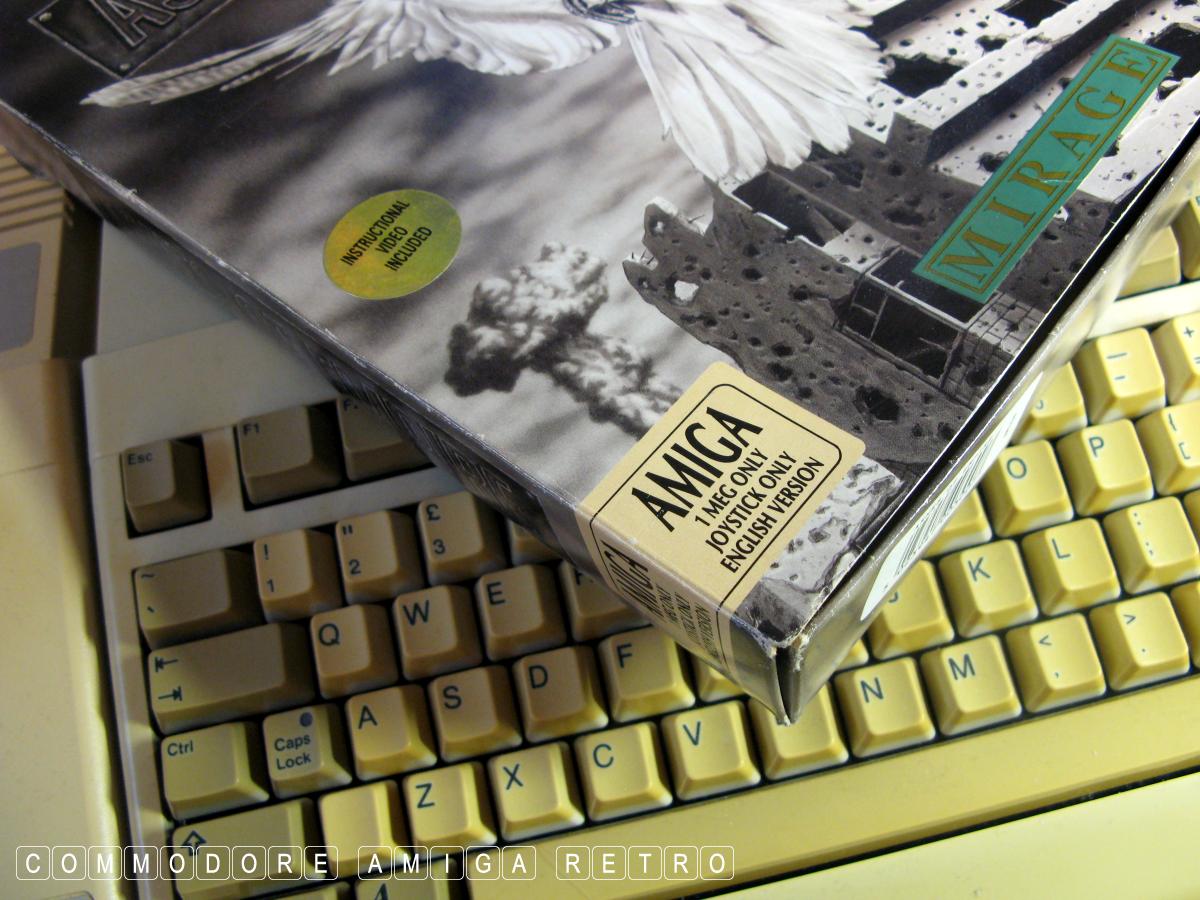 MIRAGE
INSTRUCTIONAL
VIDEO
INCLUDED
AMIGA
1 MEG ONLY
JOYSTICK ONLY
ENGLISH VERSION
AMIGA
Esc
F1
~
!
1
"
2
£
3
-
+
=
Q
W
E
O
P
{
[
Ctrl
Caps
Lock
A
S
D
F
K
L
:
;
Z
X
C
V
N
M
<
,
>
.
COMMODORE AMIGA RETRO